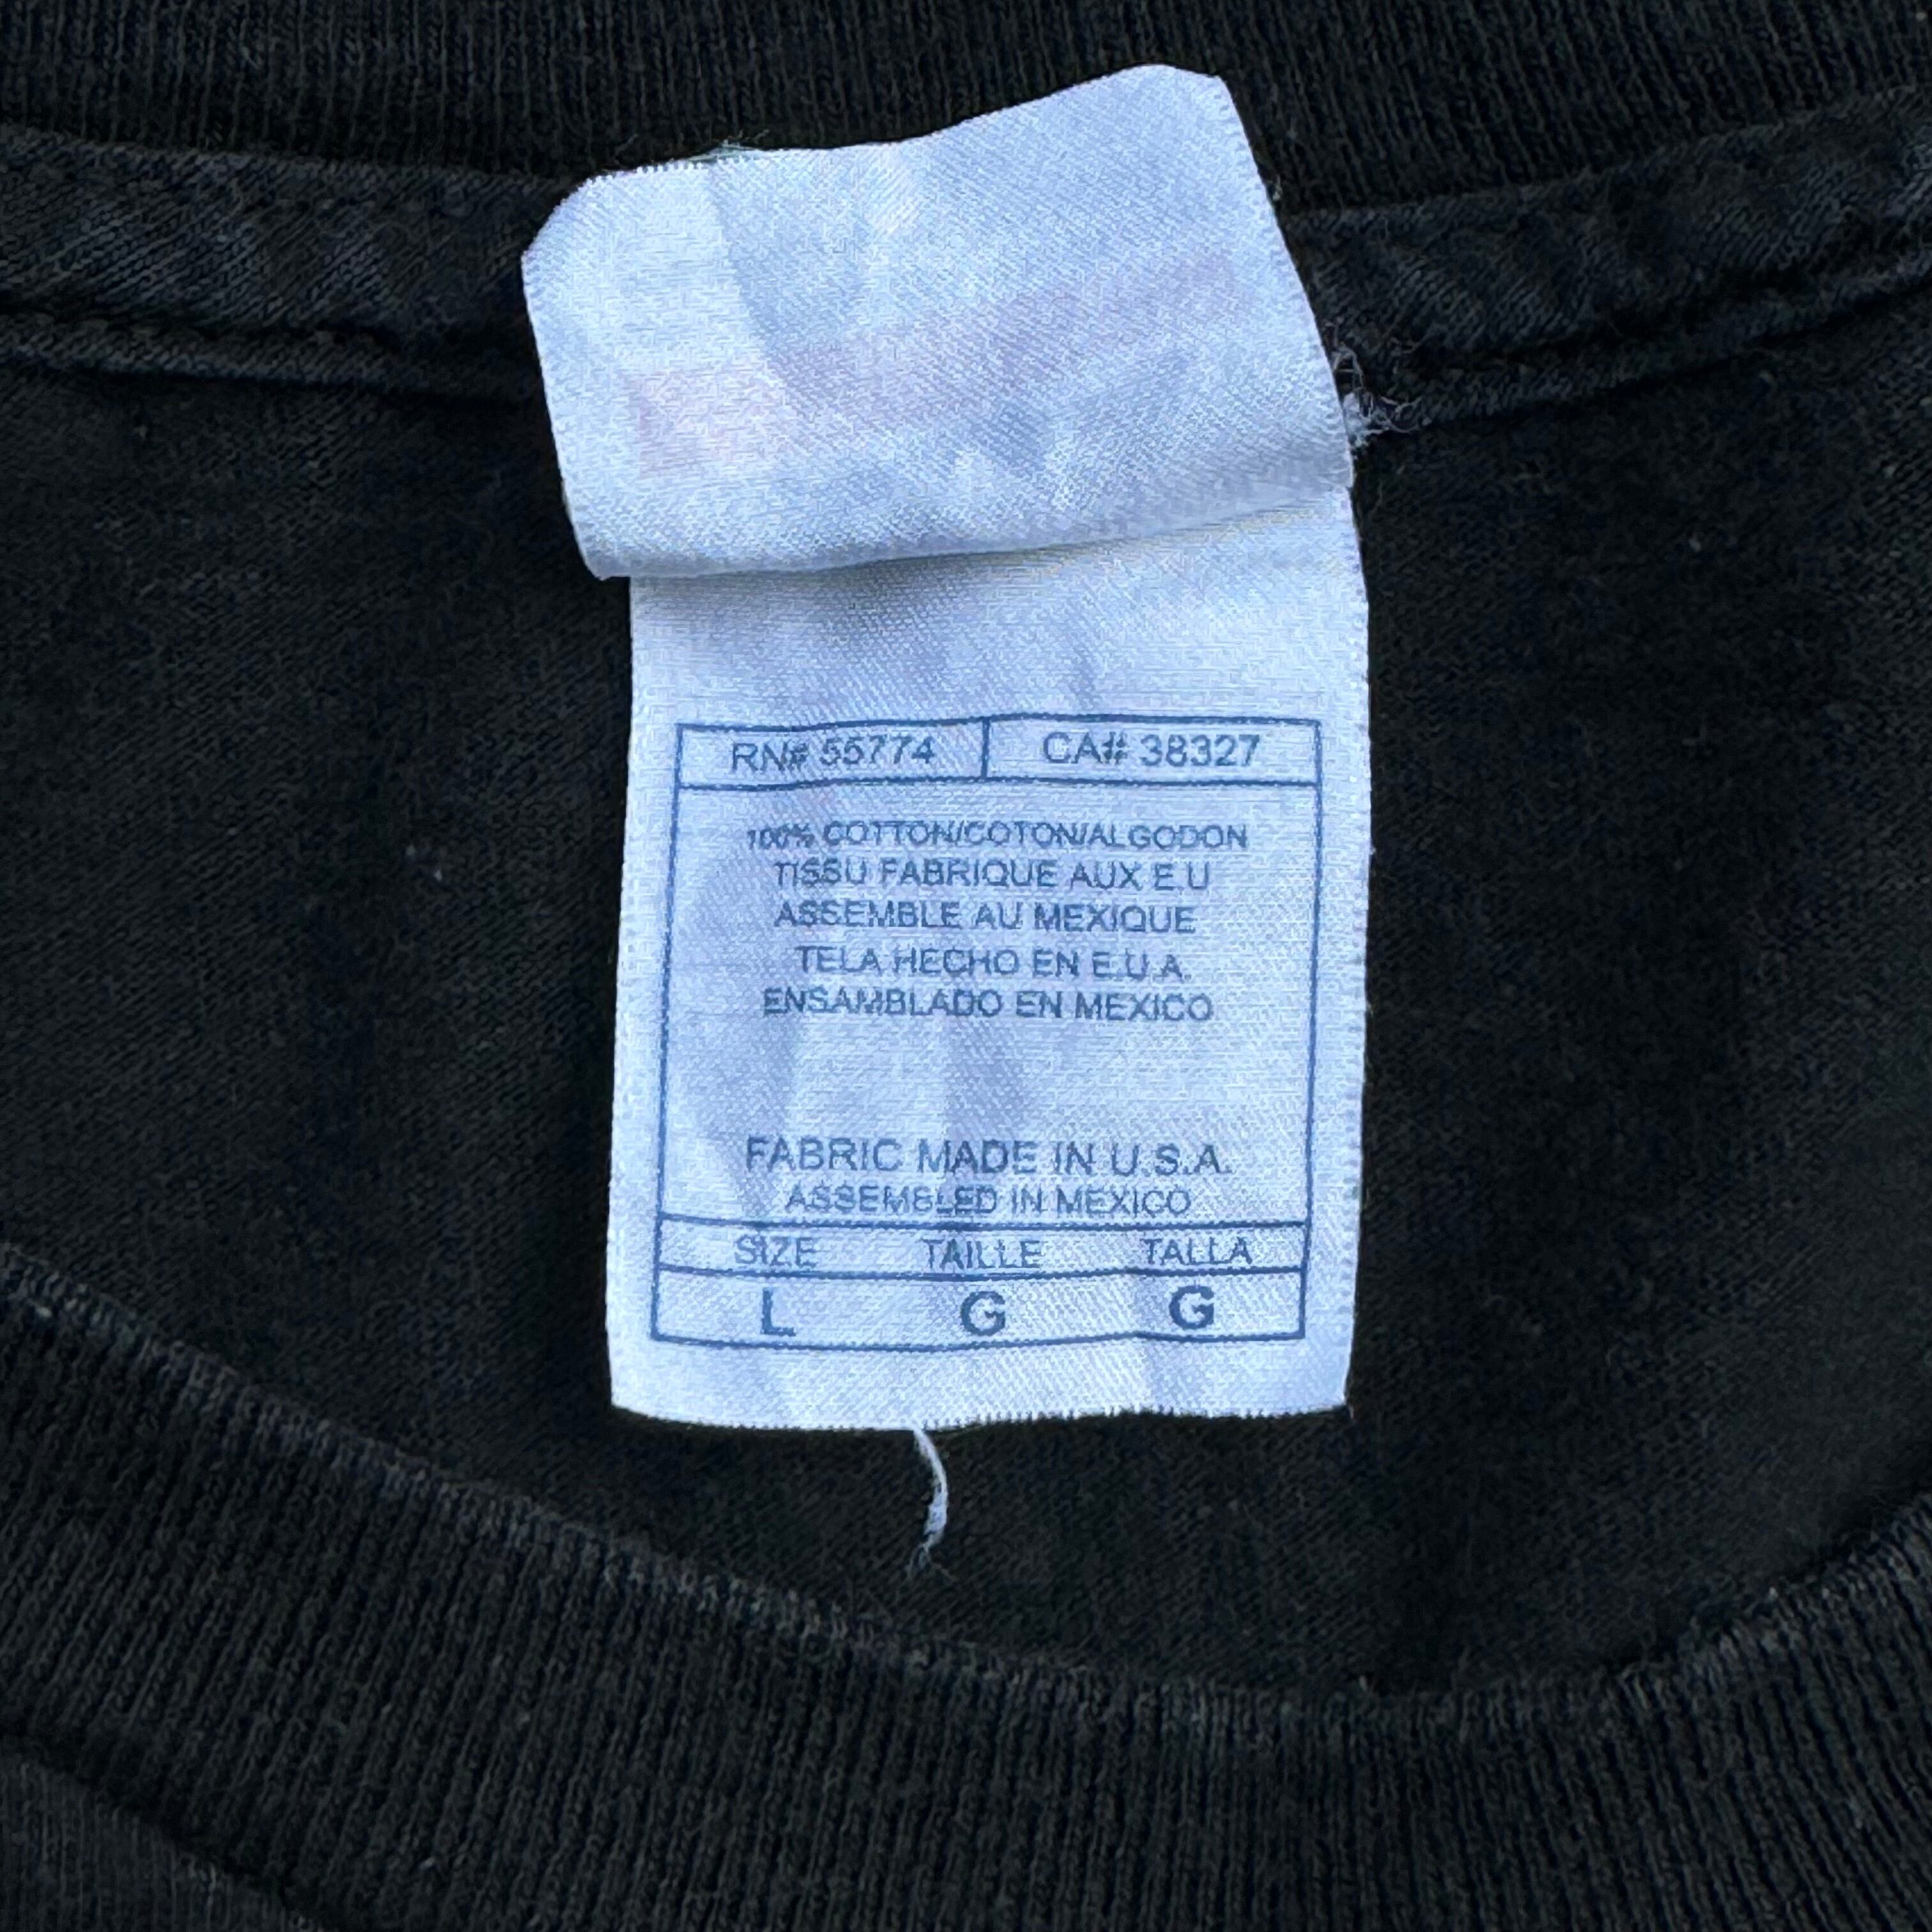 RN# 55774 CA# 38327
100% COTTON/COTON/ALGODON
TISSU FABRIQUE AUX E.U
ASSEMBLE AU MEXIQUE
TELA HECHO EN E.U.A.
ENSAMBLADO EN MEXICO
FABRIC MADE IN U.S.A.
ASSEMBLED IN MEXICO
SIZE TAILLE TALLA
L G G